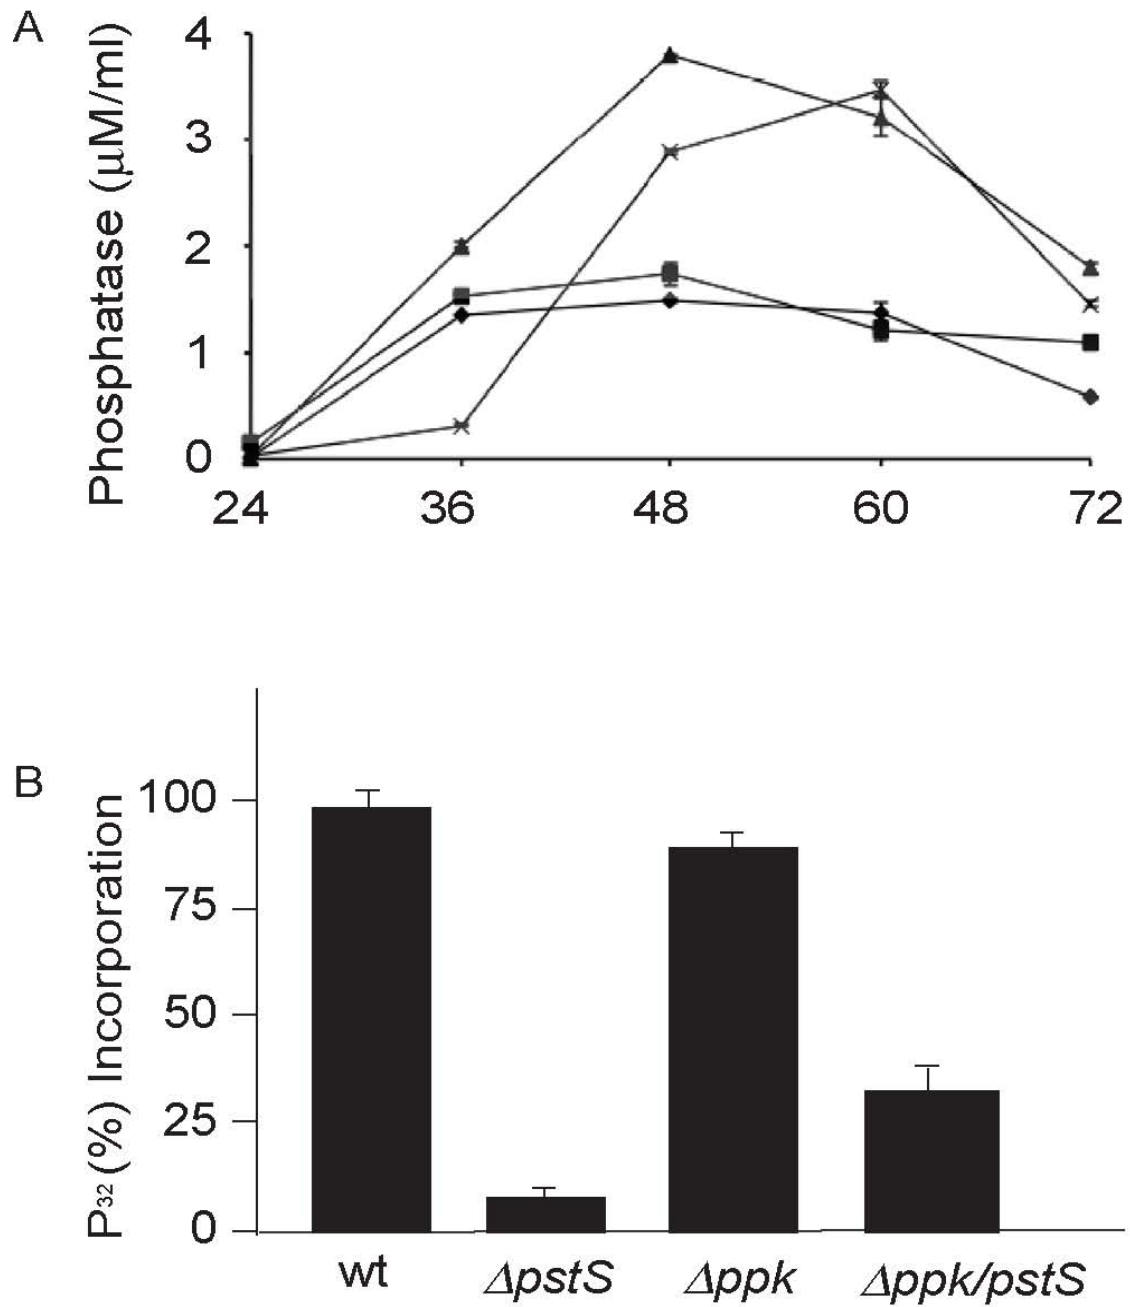 A
Phosphatase (μM/ml)
4
3
2
1
0
24 36 48 60 72
B
P32 (%) Incorporation
100
75
50
25
0
wt ΔpstS Δppk Δppk/pstS